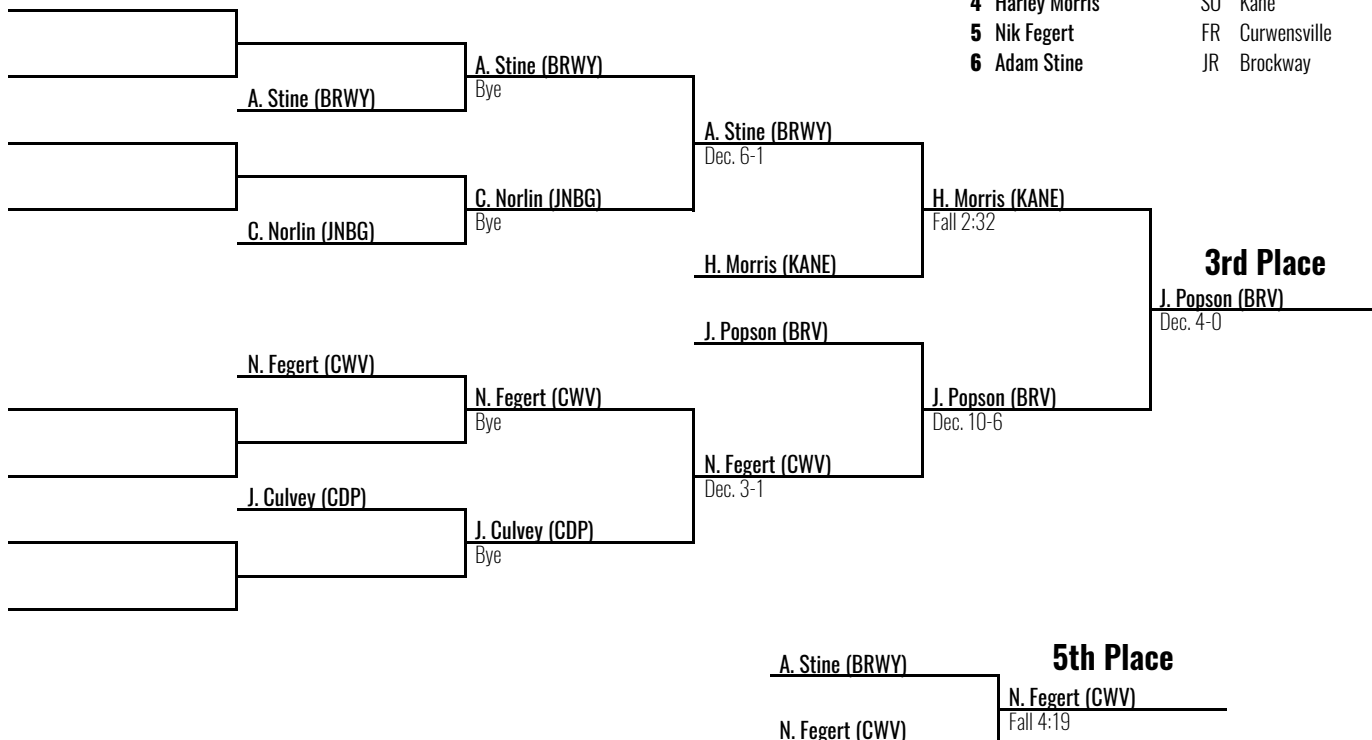 4 Harley Morris SO Kane
5 Nik Fegert FR Curwensville
6 Adam Stine JR Brockway
A. Stine (BRWY)
Bye
A. Stine (BRWY)
A. Stine (BRWY)
Dec. 6-1
C. Norlin (JNBG)
Bye
C. Norlin (JNBG)
H. Morris (KANE)
Fall 2:32
H. Morris (KANE)
3rd Place
J. Popson (BRV)
Dec. 4-0
J. Popson (BRV)
N. Fegert (CWV)
N. Fegert (CWV)
Bye
J. Popson (BRV)
Dec. 10-6
N. Fegert (CWV)
Dec. 3-1
J. Culvey (CDP)
J. Culvey (CDP)
Bye
5th Place
A. Stine (BRWY)
N. Fegert (CWV)
Fall 4:19
N. Fegert (CWV)